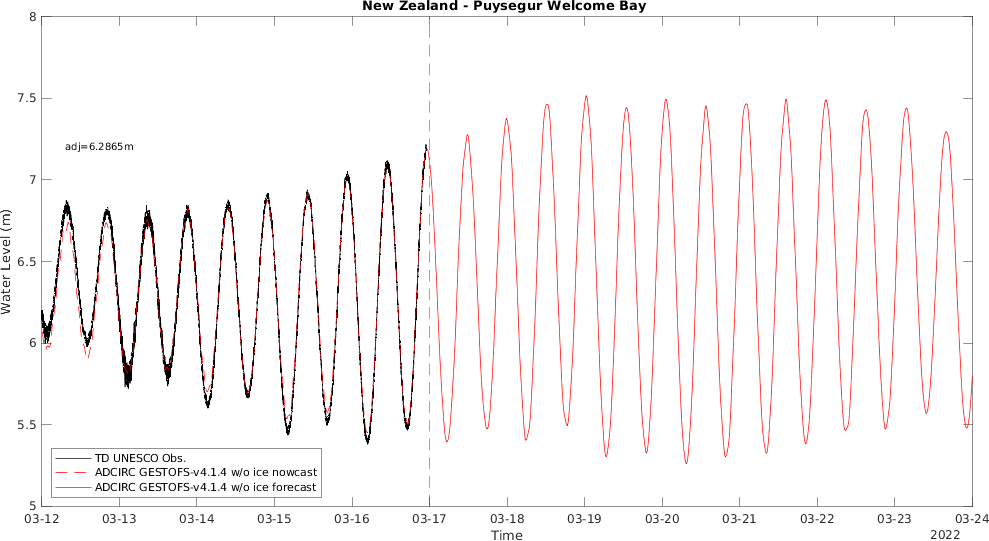 New Zealand - Puysegur Welcome Bay
8
7.5
7
6.5
6
5.5
5
Water Level (m)
adj=6.2865m
TD UNESCO Obs.
ADCIRC GESTOFS-v4.1.4 w/o ice nowcast
ADCIRC GESTOFS-v4.1.4 w/o ice forecast
03-12 03-13 03-14 03-15 03-16 03-17 03-18 03-19 03-20 03-21 03-22 03-23 03-24
Time
2022